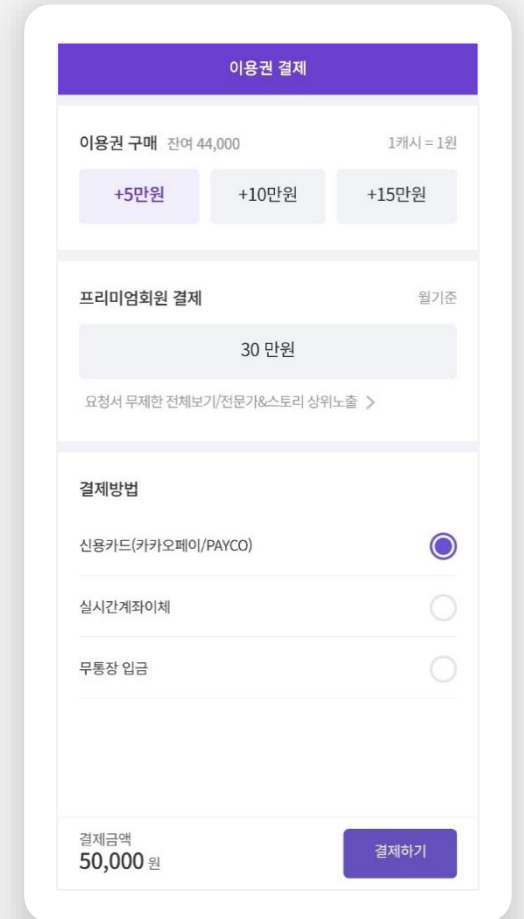 이용권 결제
이용권 구매 잔여 44,000 1캐시 = 1원
+5만원 +10만원 +15만원
프리미엄회원 결제 월기준
30 만원
요청서 무제한 전체보기/전문가&스토리 상위노출 >
결제방법
신용카드(카카오페이/PAYCO)
실시간계좌이체
무통장 입금
결제금액
50,000 원
결제하기